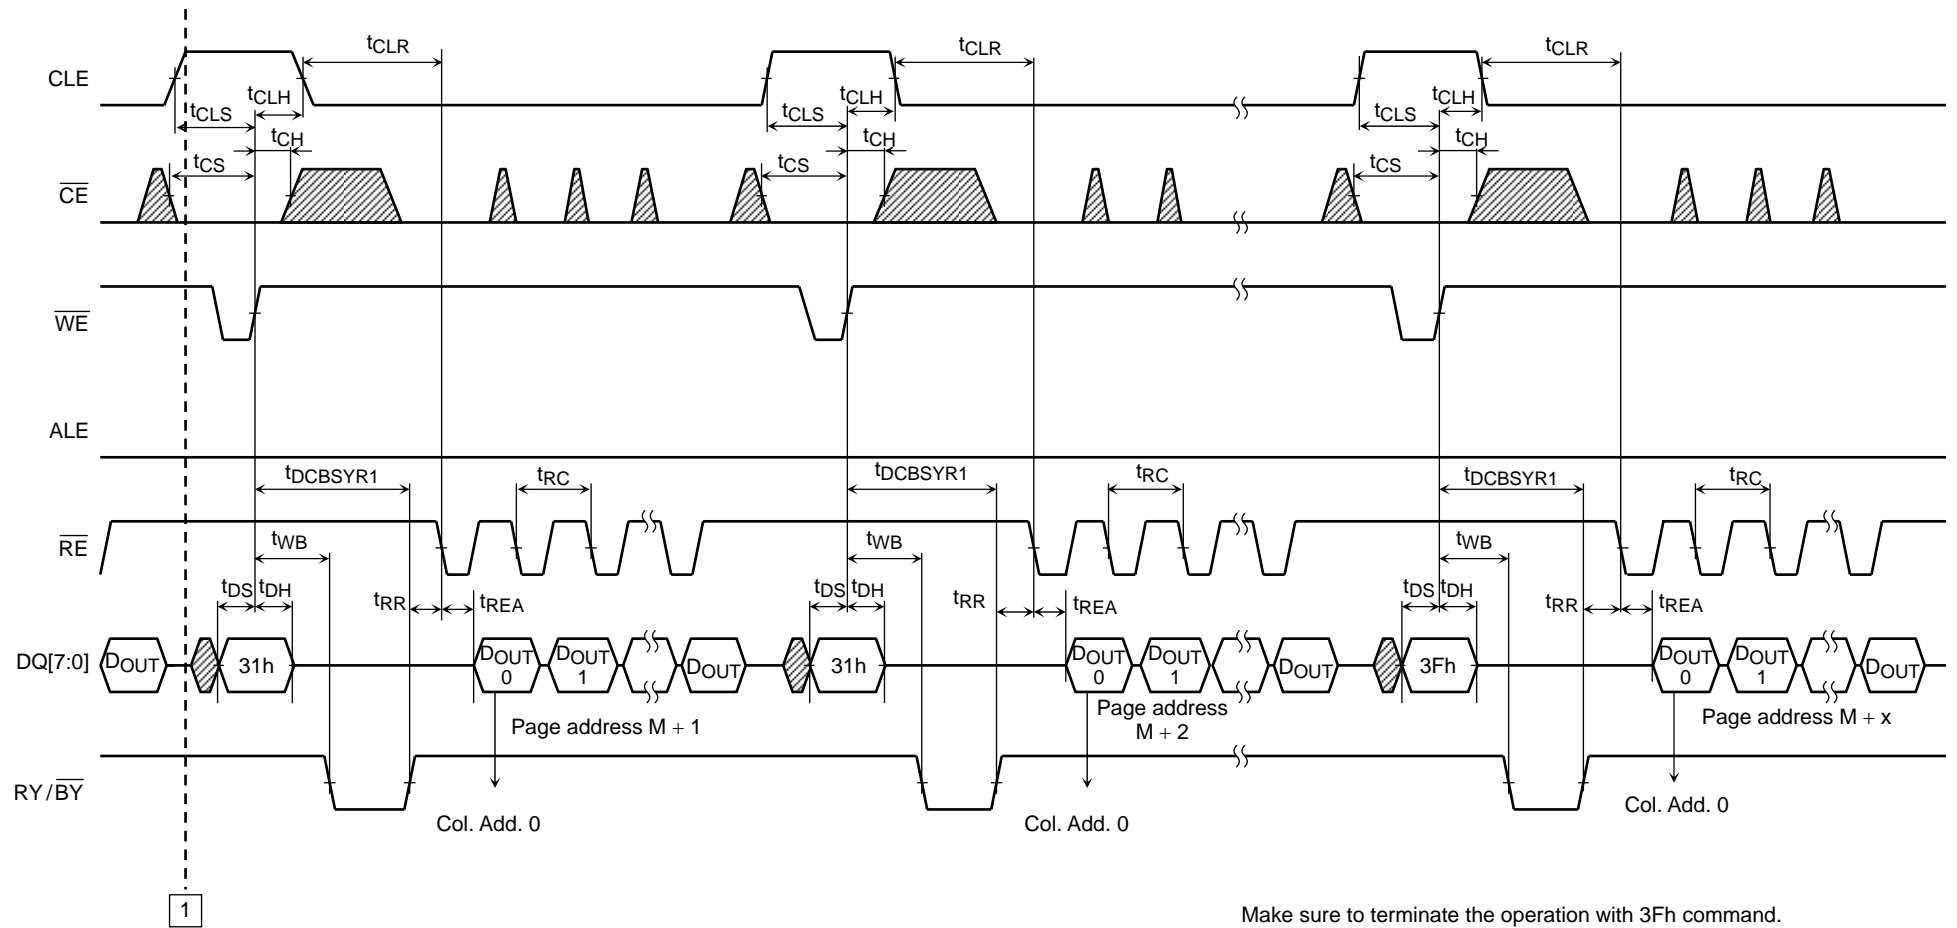 CLE
tCLR
tCLR
tCLR
tCLH
tCLH
tCLH
tCLS
tCLS
tCLS
tCH
tCH
tCH
tCS
tCS
tCS
CE
WE
ALE
tDCBSYR1
tRC
tDCBSYR1
tRC
tDCBSYR1
tRC
RE
tWB
tWB
tWB
tDS
tDH
tRR
tREA
tDS
tDH
tRR
tREA
tDS
tDH
tRR
tREA
DQ[7:0]
DOUT
31h
DOUT 0
DOUT 1
DOUT
31h
DOUT 0
DOUT 1
DOUT
3Fh
DOUT 0
DOUT 1
DOUT
Page address M + 1
Page address
M + 2
Page address M + x
RY/BY
Col. Add. 0
Col. Add. 0
Col. Add. 0
1
Make sure to terminate the operation with 3Fh command.